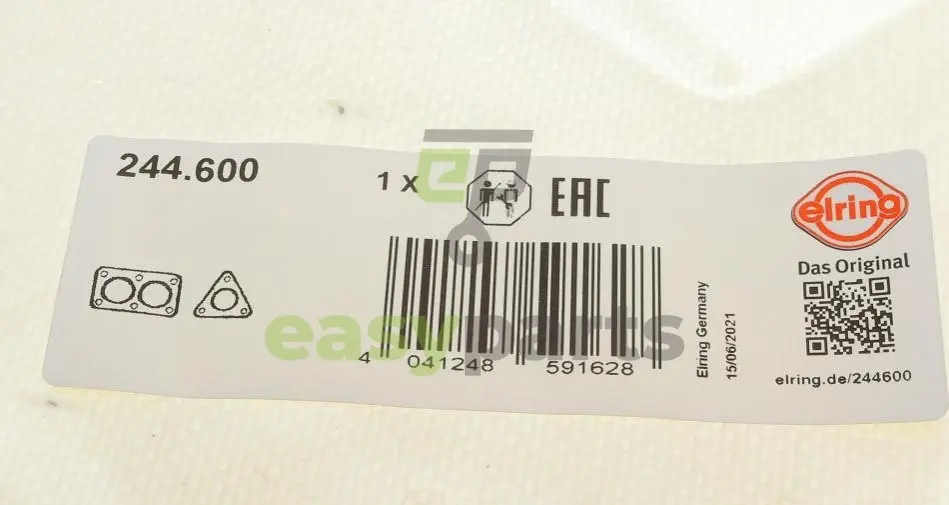 244.600
1 X
EAC
elring
Das Original
elring.de/244600
4 041248 591628
Elring Germany
15/06/2021
easyparts